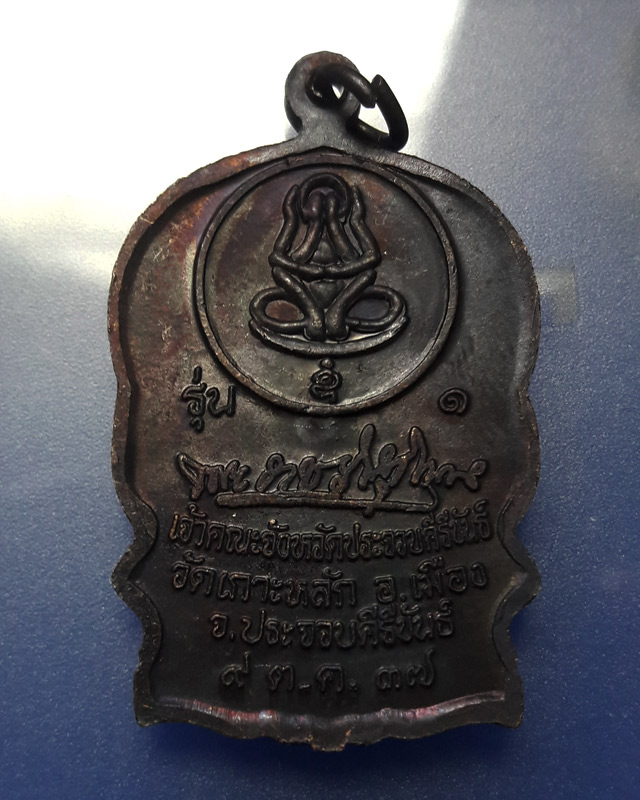 รุ่น ๑
เจ้าคณะจังหวัดประจวบคีรีขันธ์
วัดเกาะหลัก อ.เมือง
จ.ประจวบคีรีขันธ์
๙ ต.ค. ๓๗